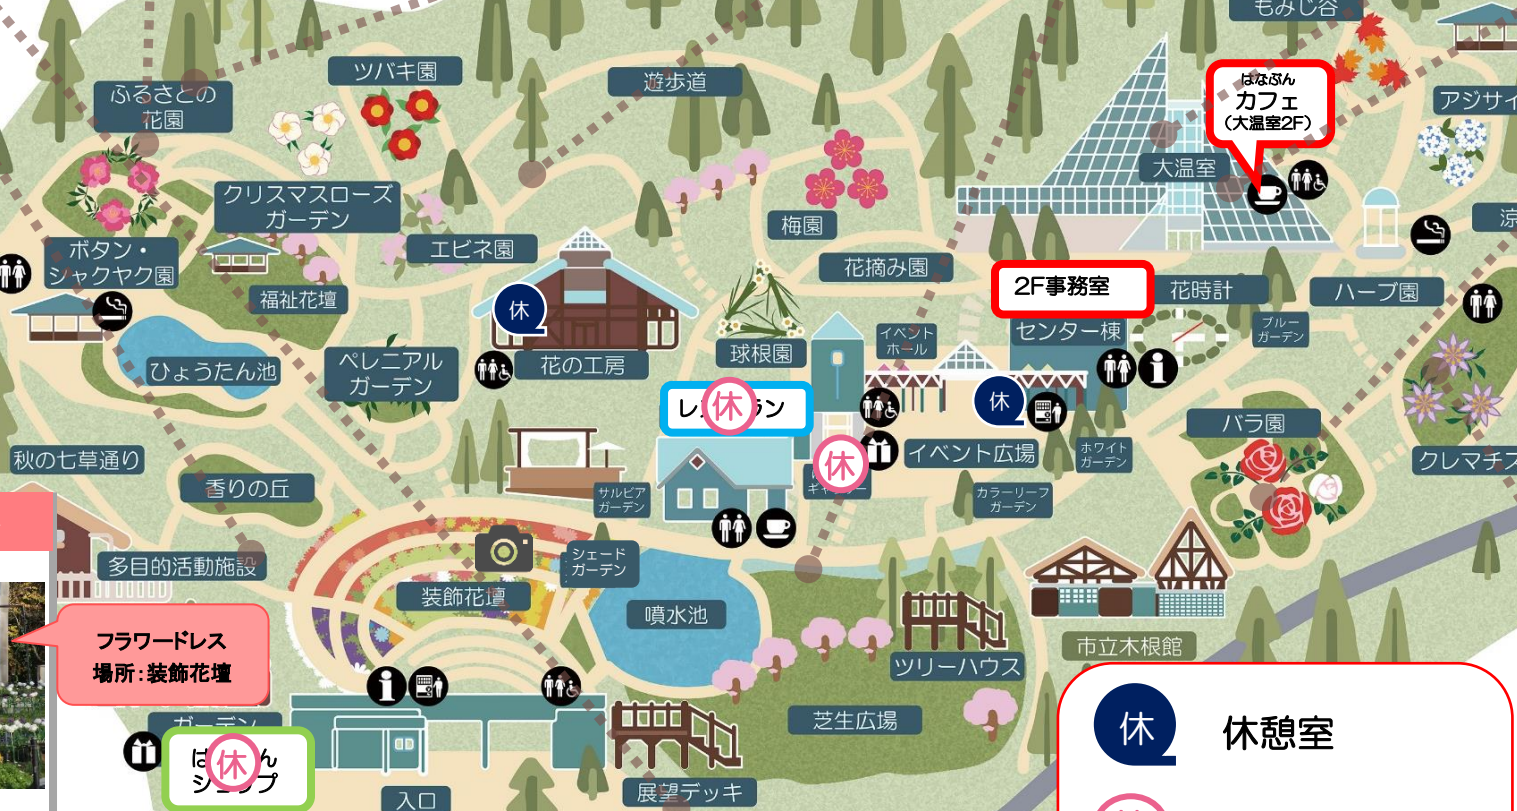 もみじ谷
ツバキ園
遊歩道
はなぶん
カフェ
(大温室2F)
ふるさとの
花園
アジサイ
大温室
クリスマスローズ
ガーデン
梅園
エビネ園
ボタン・
シャクヤク園
花摘み園
2F事務室
花時計
ハーブ園
福祉花壇
休
センター棟
ブルー
ガーデン
イベント
ホール
球根園
花の工房
ひょうたん池
ペレニアル
ガーデン
休
休
バラ園
秋の七草通り
休
イベント広場
ホワイト
ガーデン
クレマチス
香りの丘
サルビア
ガーデン
カラーリーフ
ガーデン
多目的活動施設
シェード
ガーデン
装飾花壇
噴水池
フラワードレス
場所:装飾花壇
市立木根館
ツリーハウス
芝生広場
ガーデン
休
展望デッキ
入口
休 休憩室